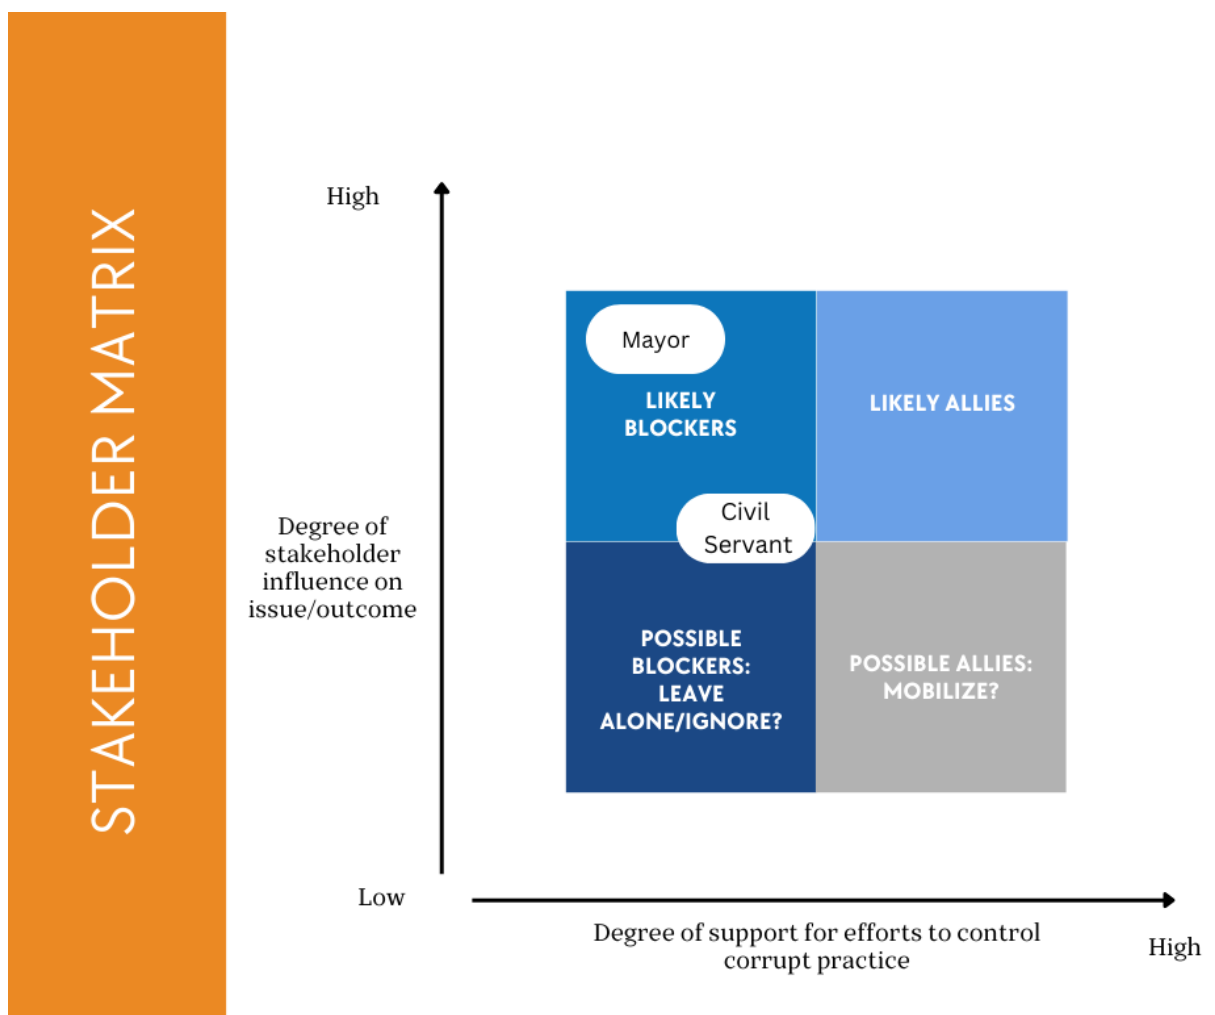 STAKEHOLDER MATRIX
High
Mayor
LIKELY
BLOCKERS
LIKELY ALLIES
Civil
Servant
Degree of
stakeholder
influence on
issue/outcome
POSSIBLE
BLOCKERS:
LEAVE
ALONE/IGNORE?
POSSIBLE ALLIES:
MOBILIZE?
Low
Degree of support for efforts to control
corrupt practice
High